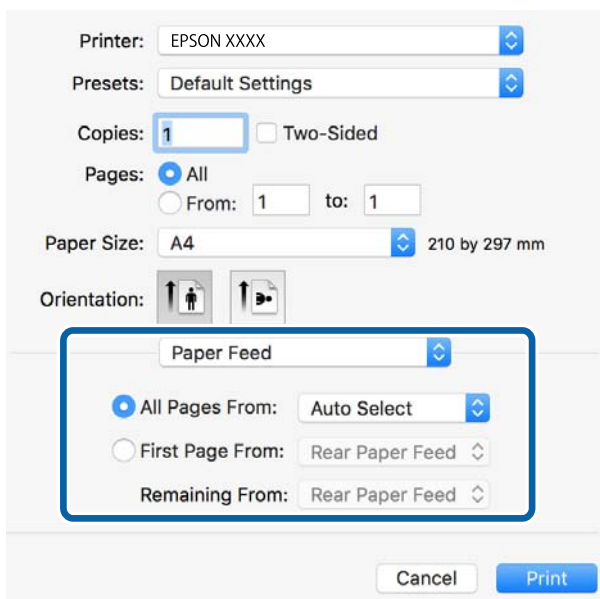 Printer: EPSON XXXX
Presets: Default Settings
Copies: 1 Two-Sided
Pages: All
From: 1 to: 1
Paper Size: A4 210 by 297 mm
Orientation:
Paper Feed
All Pages From: Auto Select
First Page From: Rear Paper Feed
Remaining From: Rear Paper Feed
Cancel Print